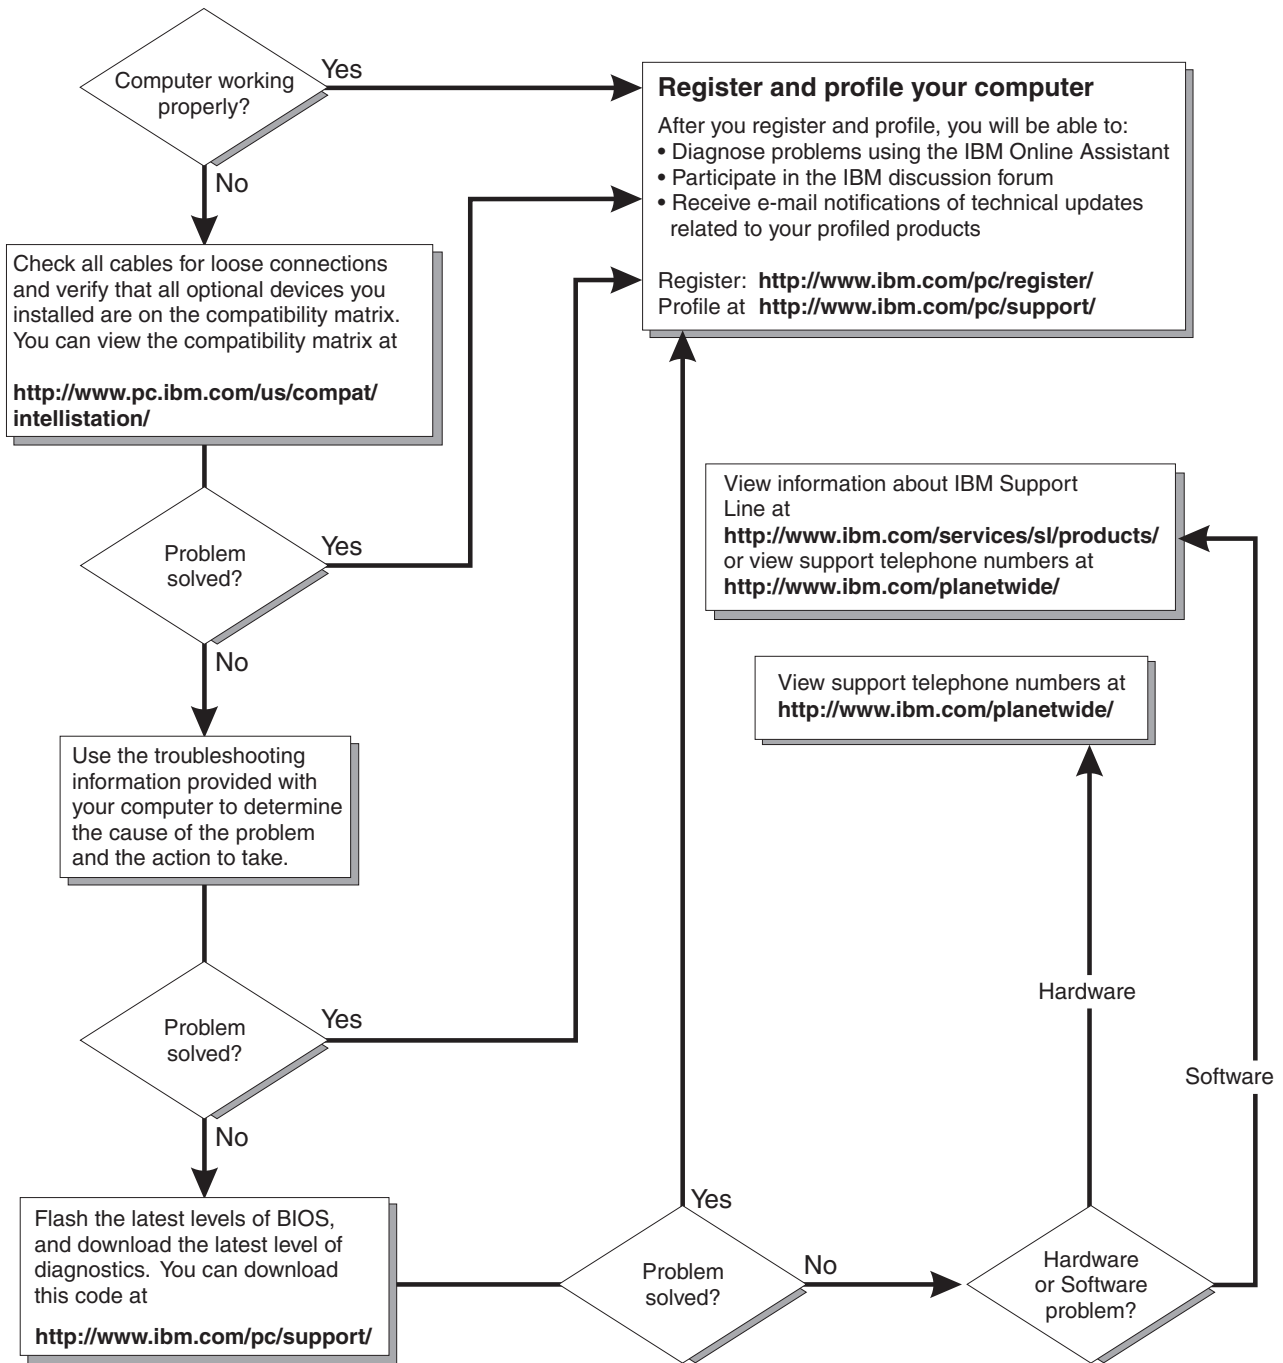 Computer working
properly?
Yes
No
Register and profile your computer
After you register and profile, you will be able to:
• Diagnose problems using the IBM Online Assistant
• Participate in the IBM discussion forum
• Receive e-mail notifications of technical updates
related to your profiled products
Register: http://www.ibm.com/pc/register/
Profile at http://www.ibm.com/pc/support/
Check all cables for loose connections
and verify that all optional devices you
installed are on the compatibility matrix.
You can view the compatibility matrix at
http://www.pc.ibm.com/us/compat/
intellistation/
Problem
solved?
Yes
No
View information about IBM Support
Line at
http://www.ibm.com/services/sl/products/
or view support telephone numbers at
http://www.ibm.com/planetwide/
View support telephone numbers at
http://www.ibm.com/planetwide/
Use the troubleshooting
information provided with
your computer to determine
the cause of the problem
and the action to take.
Problem
solved?
Yes
No
Hardware
Software
Flash the latest levels of BIOS,
and download the latest level of
diagnostics. You can download
this code at
http://www.ibm.com/pc/support/
Problem
solved?
Yes
No
Hardware
or Software
problem?